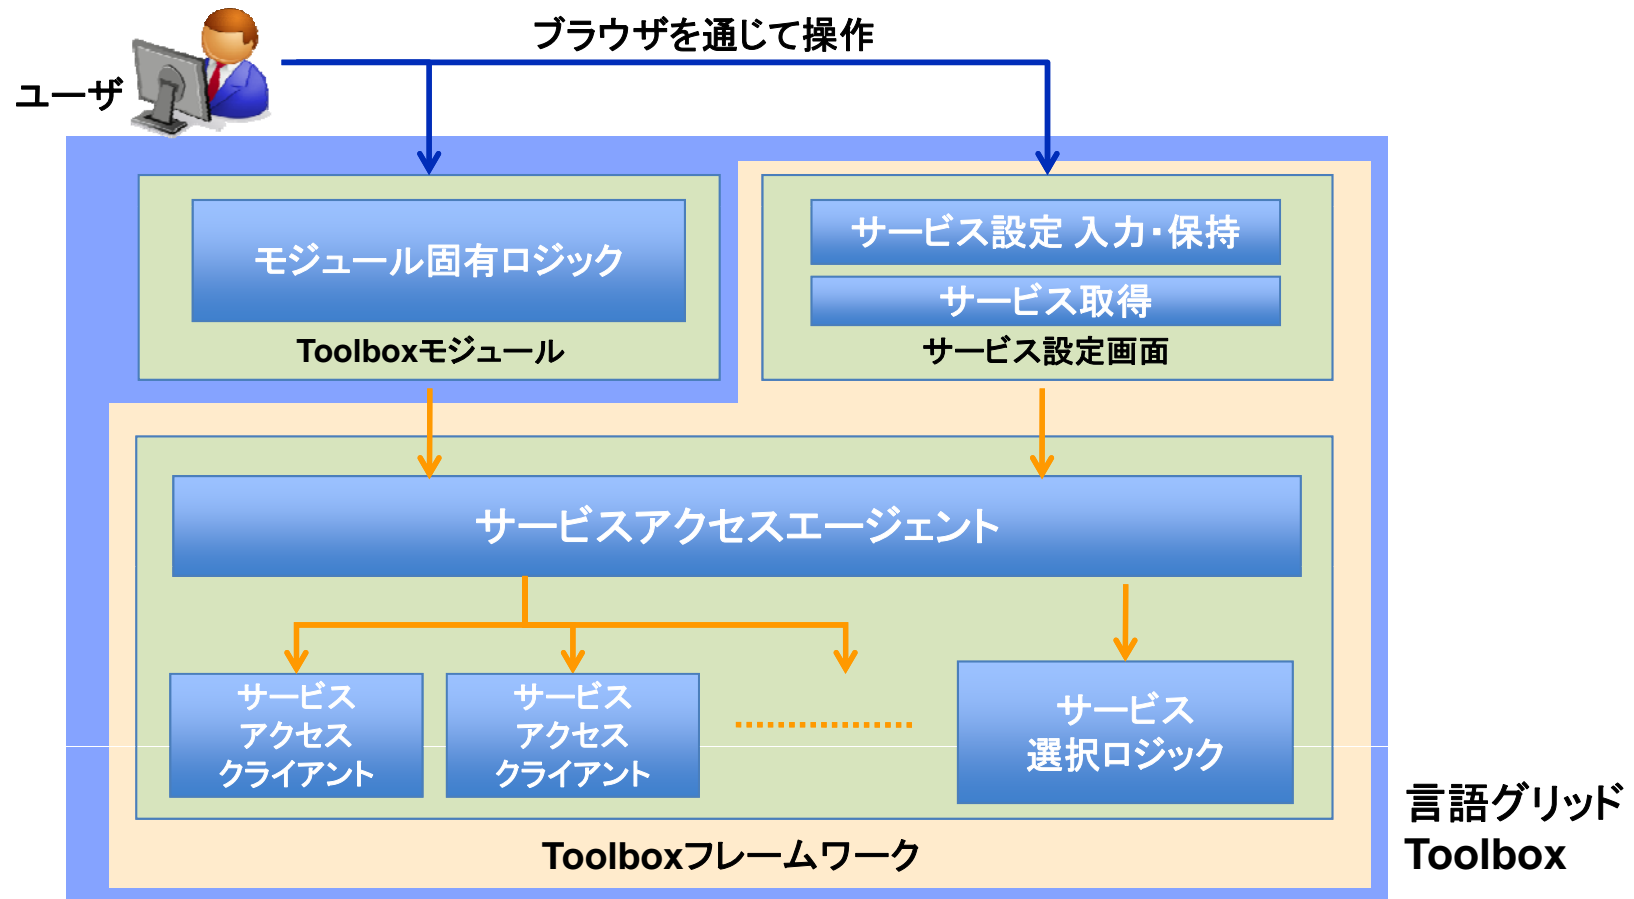 ブラウザを通じて操作
ユーザ
モジュール固有ロジック
Toolboxモジュール
サービス設定 入力・保持
サービス取得
サービス設定画面
サービスアクセスエージェント
サービス
アクセス
クライアント
サービス
アクセス
クライアント
サービス
選択ロジック
Toolboxフレームワーク
言語グリッド
Toolbox